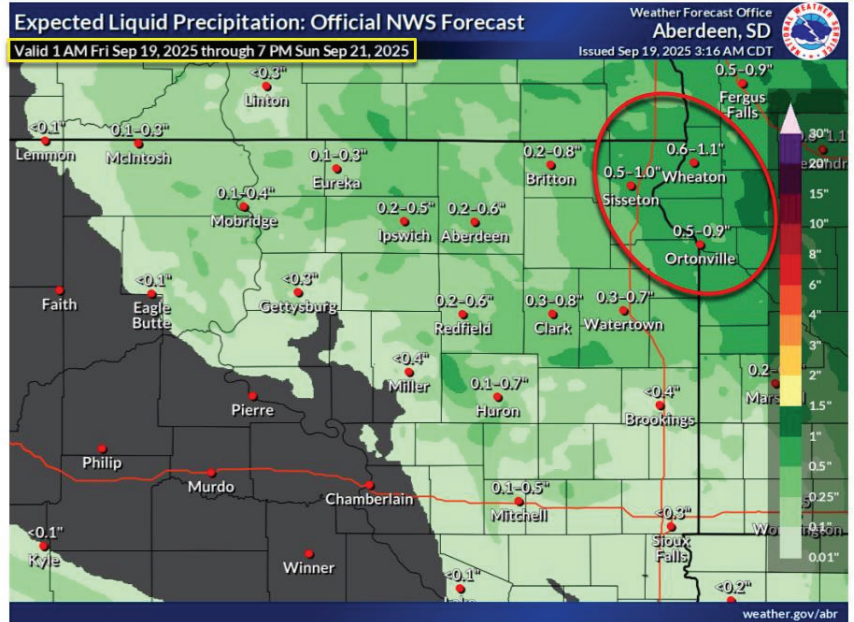 Expected Liquid Precipitation: Official NWS Forecast
Valid 1 AM Fri Sep 19, 2025 through 7 PM Sun Sep 21, 2025
Weather Forecast Office
Aberdeen, SD
Issued Sep 19, 2025 3:16 AM CDT
NATIONAL WEATHER SERVICE
<0.3"
Linton
0.5-0.9"
Fergus
Falls
<0.1"
Lemmon
0.1-0.3"
McIntosh
0.1-0.3"
Eureka
0.2-0.8"
Britton
0.6-1.1"
Wheaton
0.5-1.0"
Sisseton
0.1-0.4"
Mobridge
0.2-0.5"
Ipswich
0.2-0.6"
Aberdeen
0.5-0.9"
Ortonville
Faith
<0.1"
Eagle
Butte
<0.3"
Gettysburg
0.2-0.6"
Redfield
0.3-0.8"
Clark
0.3-0.7"
Watertown
<0.4"
Miller
0.1-0.7"
Huron
<0.4"
Brookings
Pierre
Philip
Murdo
Chamberlain
0.1-0.5"
Mitchell
<0.3"
Sioux
Falls
<0.1"
Kyle
Winner
<0.1"
<0.2"
30"
20"
15"
10"
8"
6"
4"
3"
2"
1.5"
1"
0.5"
0.25"
0.1"
0.01"
weather.gov/abr